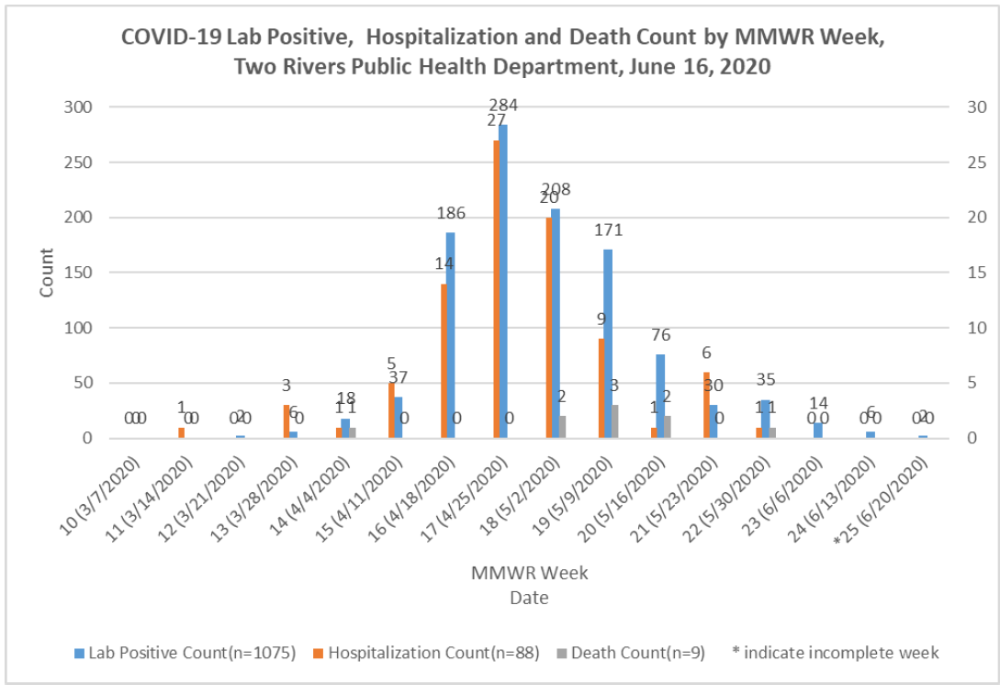 COVID-19 Lab Positive,  Hospitalization and Death Count by MMWR Week,
Two Rivers Public Health Department, June 16, 2020
300
250
200
150
100
50
0
Count
30
25
20
15
10
5
0
0 0 0
1 0 0
0 2 0
3 6 0
1 18 1
5 37 0
14 186 0
27 284 0
20 208 2
9 171 3
1 76 2
6 30 0
1 35 1
0 14 0
0 6 0
0 2 0
10 (3/7/2020)
11 (3/14/2020)
12 (3/21/2020)
13 (3/28/2020)
14 (4/4/2020)
15 (4/11/2020)
16 (4/18/2020)
17 (4/25/2020)
18 (5/2/2020)
19 (5/9/2020)
20 (5/16/2020)
21 (5/23/2020)
22 (5/30/2020)
23 (6/6/2020)
24 (6/13/2020)
*25 (6/20/2020)
MMWR Week
Date
Lab Positive Count(n=1075) Hospitalization Count(n=88) Death Count(n=9) * indicate incomplete week